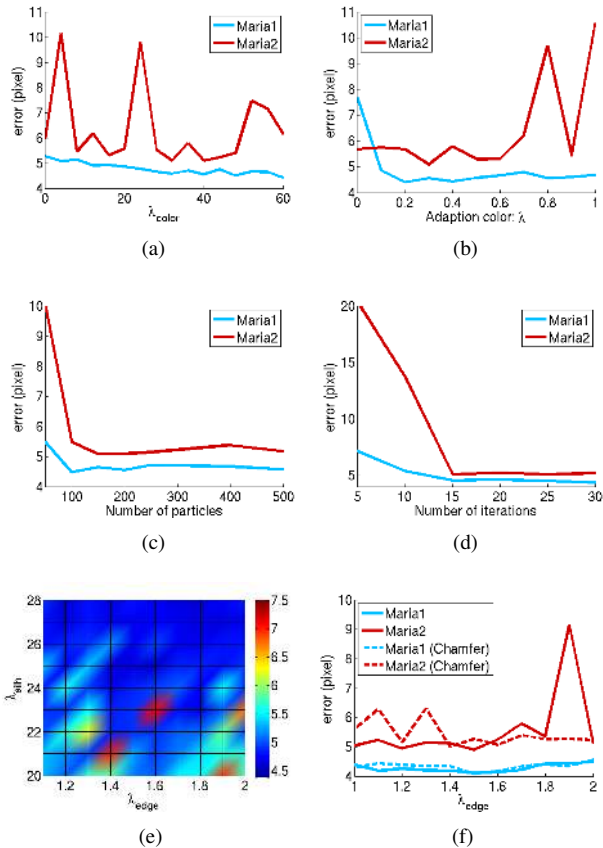 11
10
9
8
7
6
5
4
error (pixel)
0 20 40 60
λcolor
Maria1
Maria2
(a)
11
10
9
8
7
6
5
4
error (pixel)
0 0.2 0.4 0.6 0.8 1
Adaption color: λ
Maria1
Maria2
(b)
10
9
8
7
6
5
4
error (pixel)
100 200 300 400 500
Number of particles
Maria1
Maria2
(c)
20
15
10
5
error (pixel)
5 10 15 20 25 30
Number of iterations
Maria1
Maria2
(d)
28
26
24
22
20
λsilh
1.2 1.4 1.6 1.8 2
λedge
7.5
7
6.5
6
5.5
5
4.5
(e)
10
9
8
7
6
5
4
error (pixel)
1 1.2 1.4 1.6 1.8 2
λedge
Maria1
Maria2
Maria1 (Chamfer)
Maria2 (Chamfer)
(f)